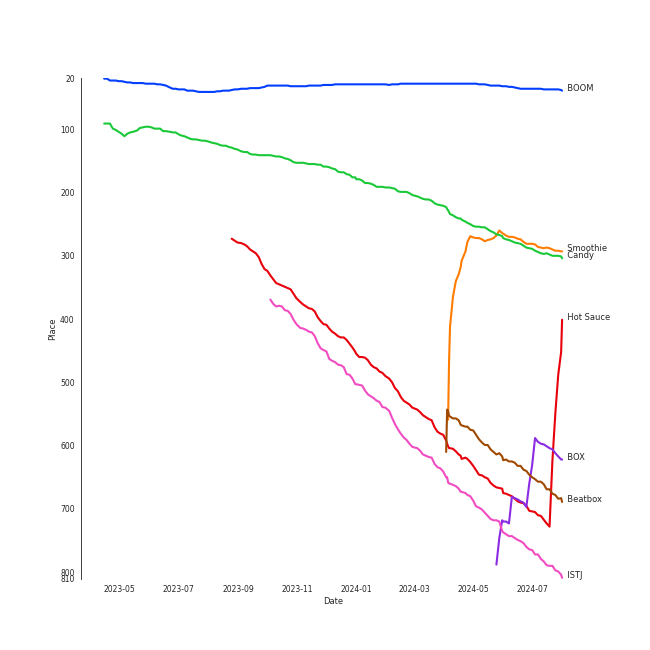 20
100
200
300
400
500
600
700
800
810
Place
2023-05
2023-07
2023-09
2023-11
2024-01
2024-03
2024-05
2024-07
Date
BOOM
Smoothie
Candy
Hot Sauce
BOX
Beatbox
ISTJ